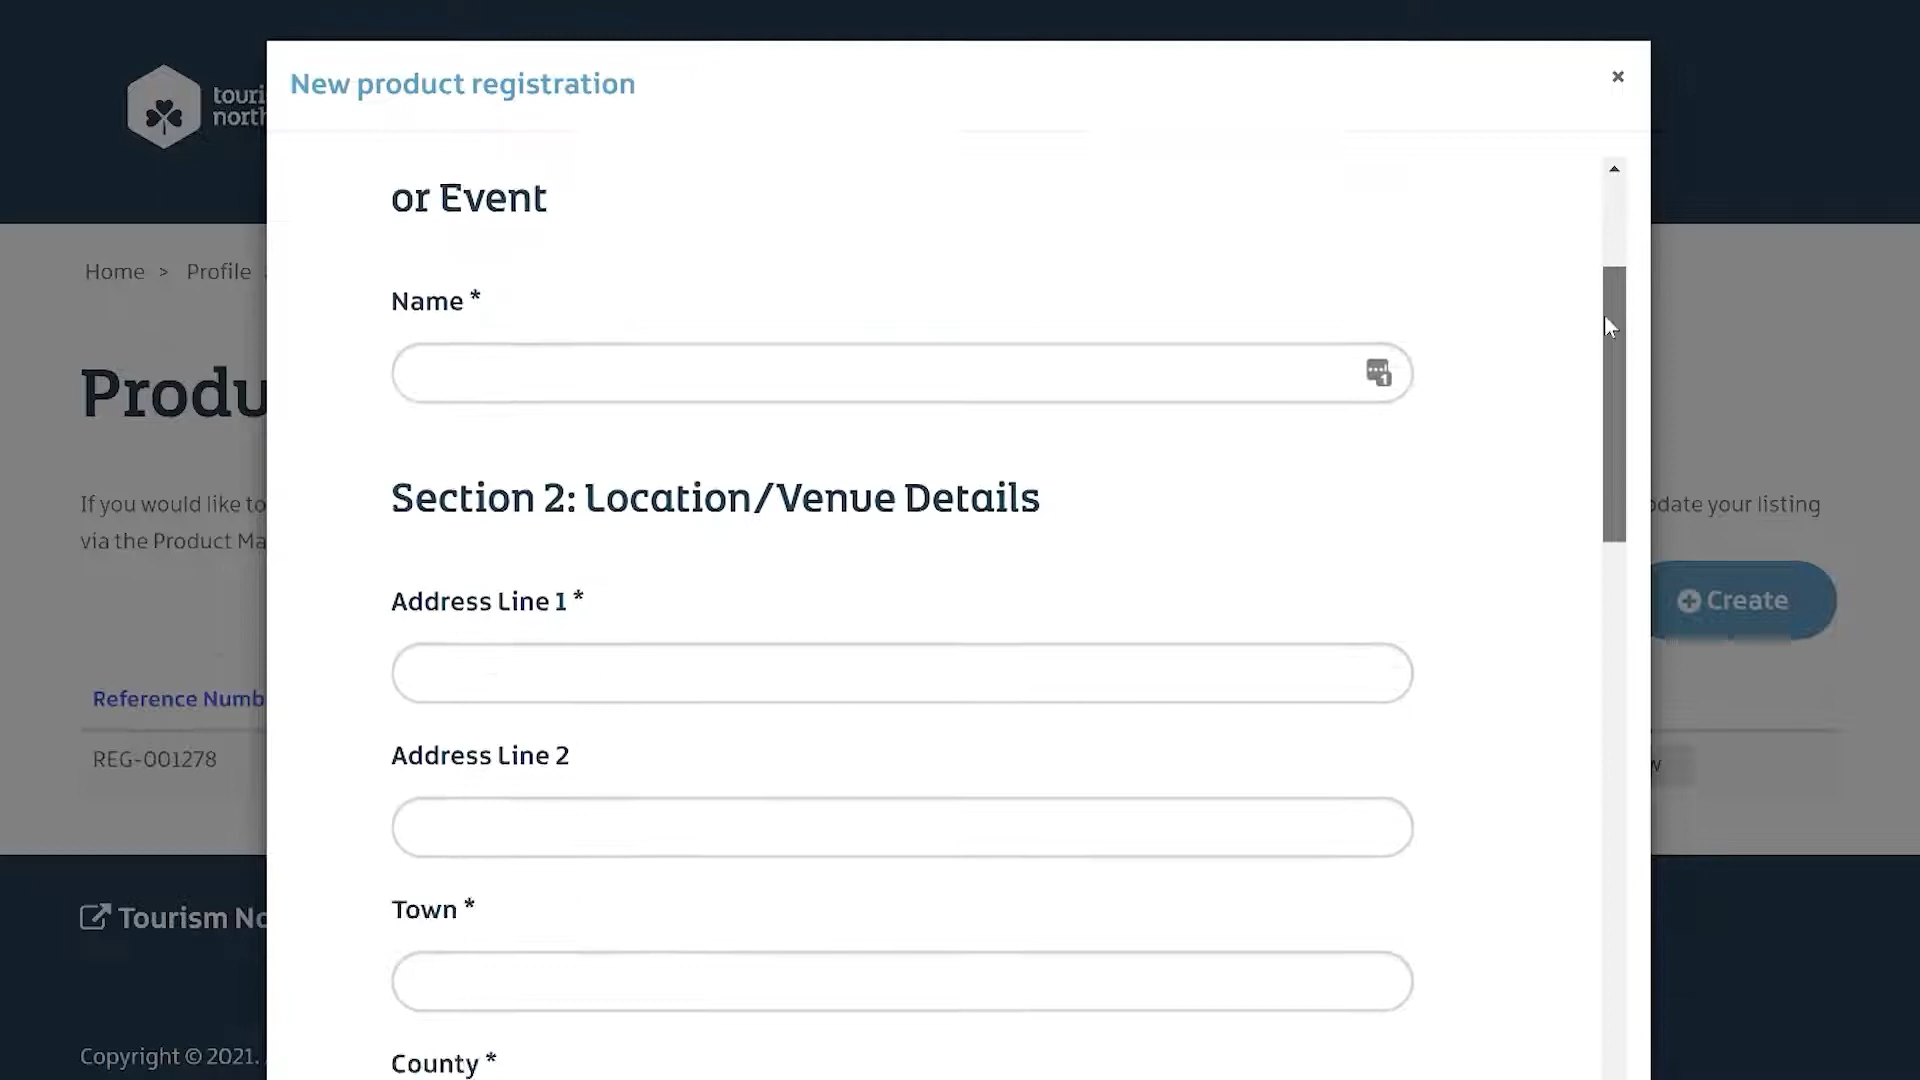 New product registration
×
touri
north
or Event
Home > Profile
Name *
Produ
Section 2: Location/Venue Details
If you would like to
pdate your listing
via the Product Ma
Address Line 1 *
+ Create
Reference Numb
Address Line 2
REG-001278
w
Town *
Tourism No
Copyright © 2021.
County *